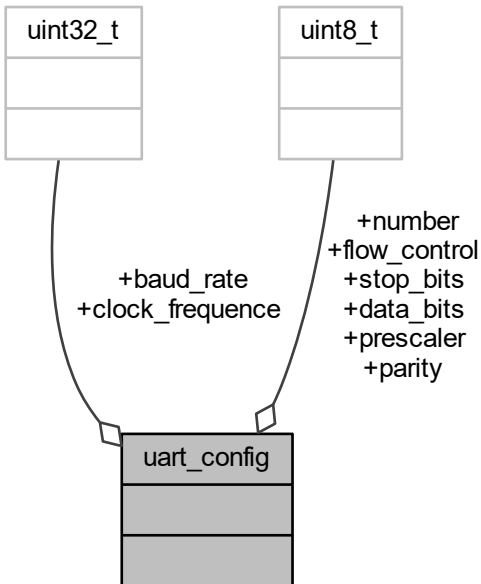 uint32_t
uint8_t
+number
+flow_control
+stop_bits
+data_bits
+prescaler
+parity
+baud_rate
+clock_frequence
uart_config